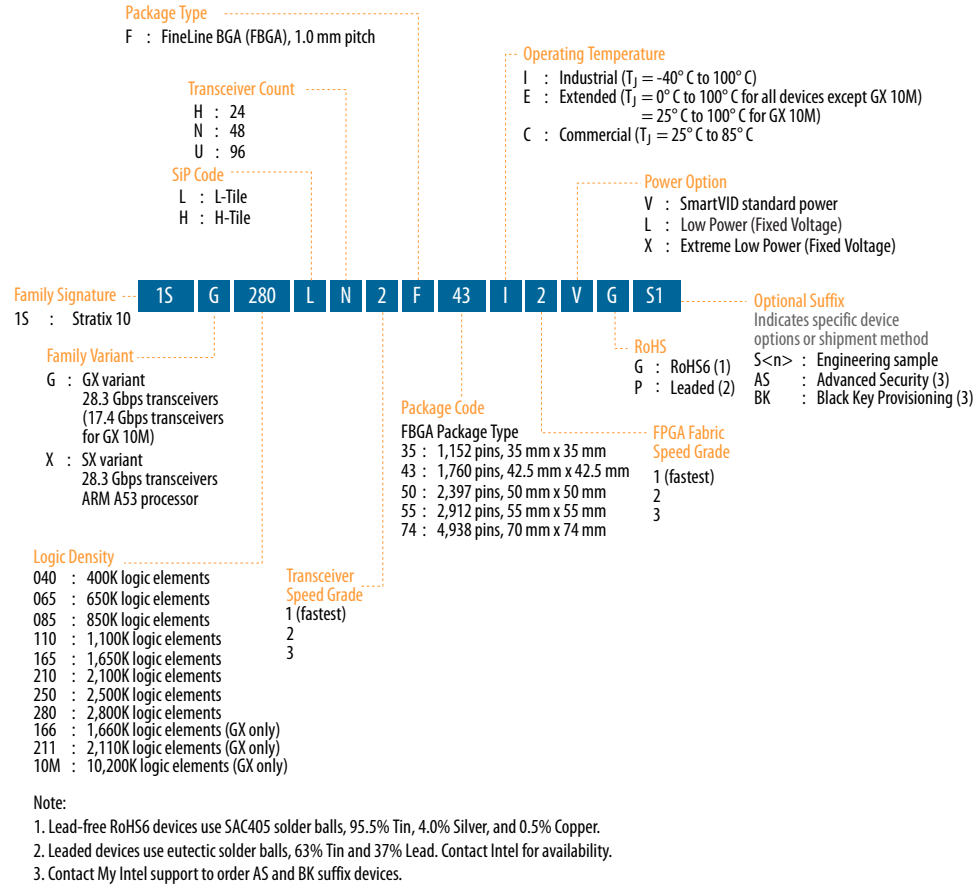 Package Type
F : FineLine BGA (FBGA), 1.0 mm pitch
Operating Temperature
I : Industrial (TJ = -40° C to 100° C)
E : Extended (TJ = 0° C to 100° C for all devices except GX 10M)
= 25° C to 100° C for GX 10M)
C : Commercial (TJ = 25° C to 85° C
Transceiver Count
H : 24
N : 48
U : 96
SiP Code
L : L-Tile
H : H-Tile
Power Option
V : SmartVID standard power
L : Low Power (Fixed Voltage)
X : Extreme Low Power (Fixed Voltage)
Family Signature
1S : Stratix 10
1S G 280 L N 2 F 43 I 2 V G S1
Optional Suffix
Indicates specific device
options or shipment method
S<n> : Engineering sample
AS : Advanced Security (3)
BK : Black Key Provisioning (3)
Family Variant
G : GX variant
28.3 Gbps transceivers
(17.4 Gbps transceivers
for GX 10M)
X : SX variant
28.3 Gbps transceivers
ARM A53 processor
RoHS
G : RoHS6 (1)
P : Leaded (2)
Package Code
FBGA Package Type
35 : 1,152 pins, 35 mm x 35 mm
43 : 1,760 pins, 42.5 mm x 42.5 mm
50 : 2,397 pins, 50 mm x 50 mm
55 : 2,912 pins, 55 mm x 55 mm
74 : 4,938 pins, 70 mm x 74 mm
FPGA Fabric
Speed Grade
1 (fastest)
2
3
Logic Density
040 : 400K logic elements
065 : 650K logic elements
085 : 850K logic elements
110 : 1,100K logic elements
165 : 1,650K logic elements
210 : 2,100K logic elements
250 : 2,500K logic elements
280 : 2,800K logic elements
166 : 1,660K logic elements (GX only)
211 : 2,110K logic elements (GX only)
10M : 10,200K logic elements (GX only)
Transceiver
Speed Grade
1 (fastest)
2
3
Note:
1. Lead-free RoHS6 devices use SAC405 solder balls, 95.5% Tin, 4.0% Silver, and 0.5% Copper.
2. Leaded devices use eutectic solder balls, 63% Tin and 37% Lead. Contact Intel for availability.
3. Contact My Intel support to order AS and BK suffix devices.